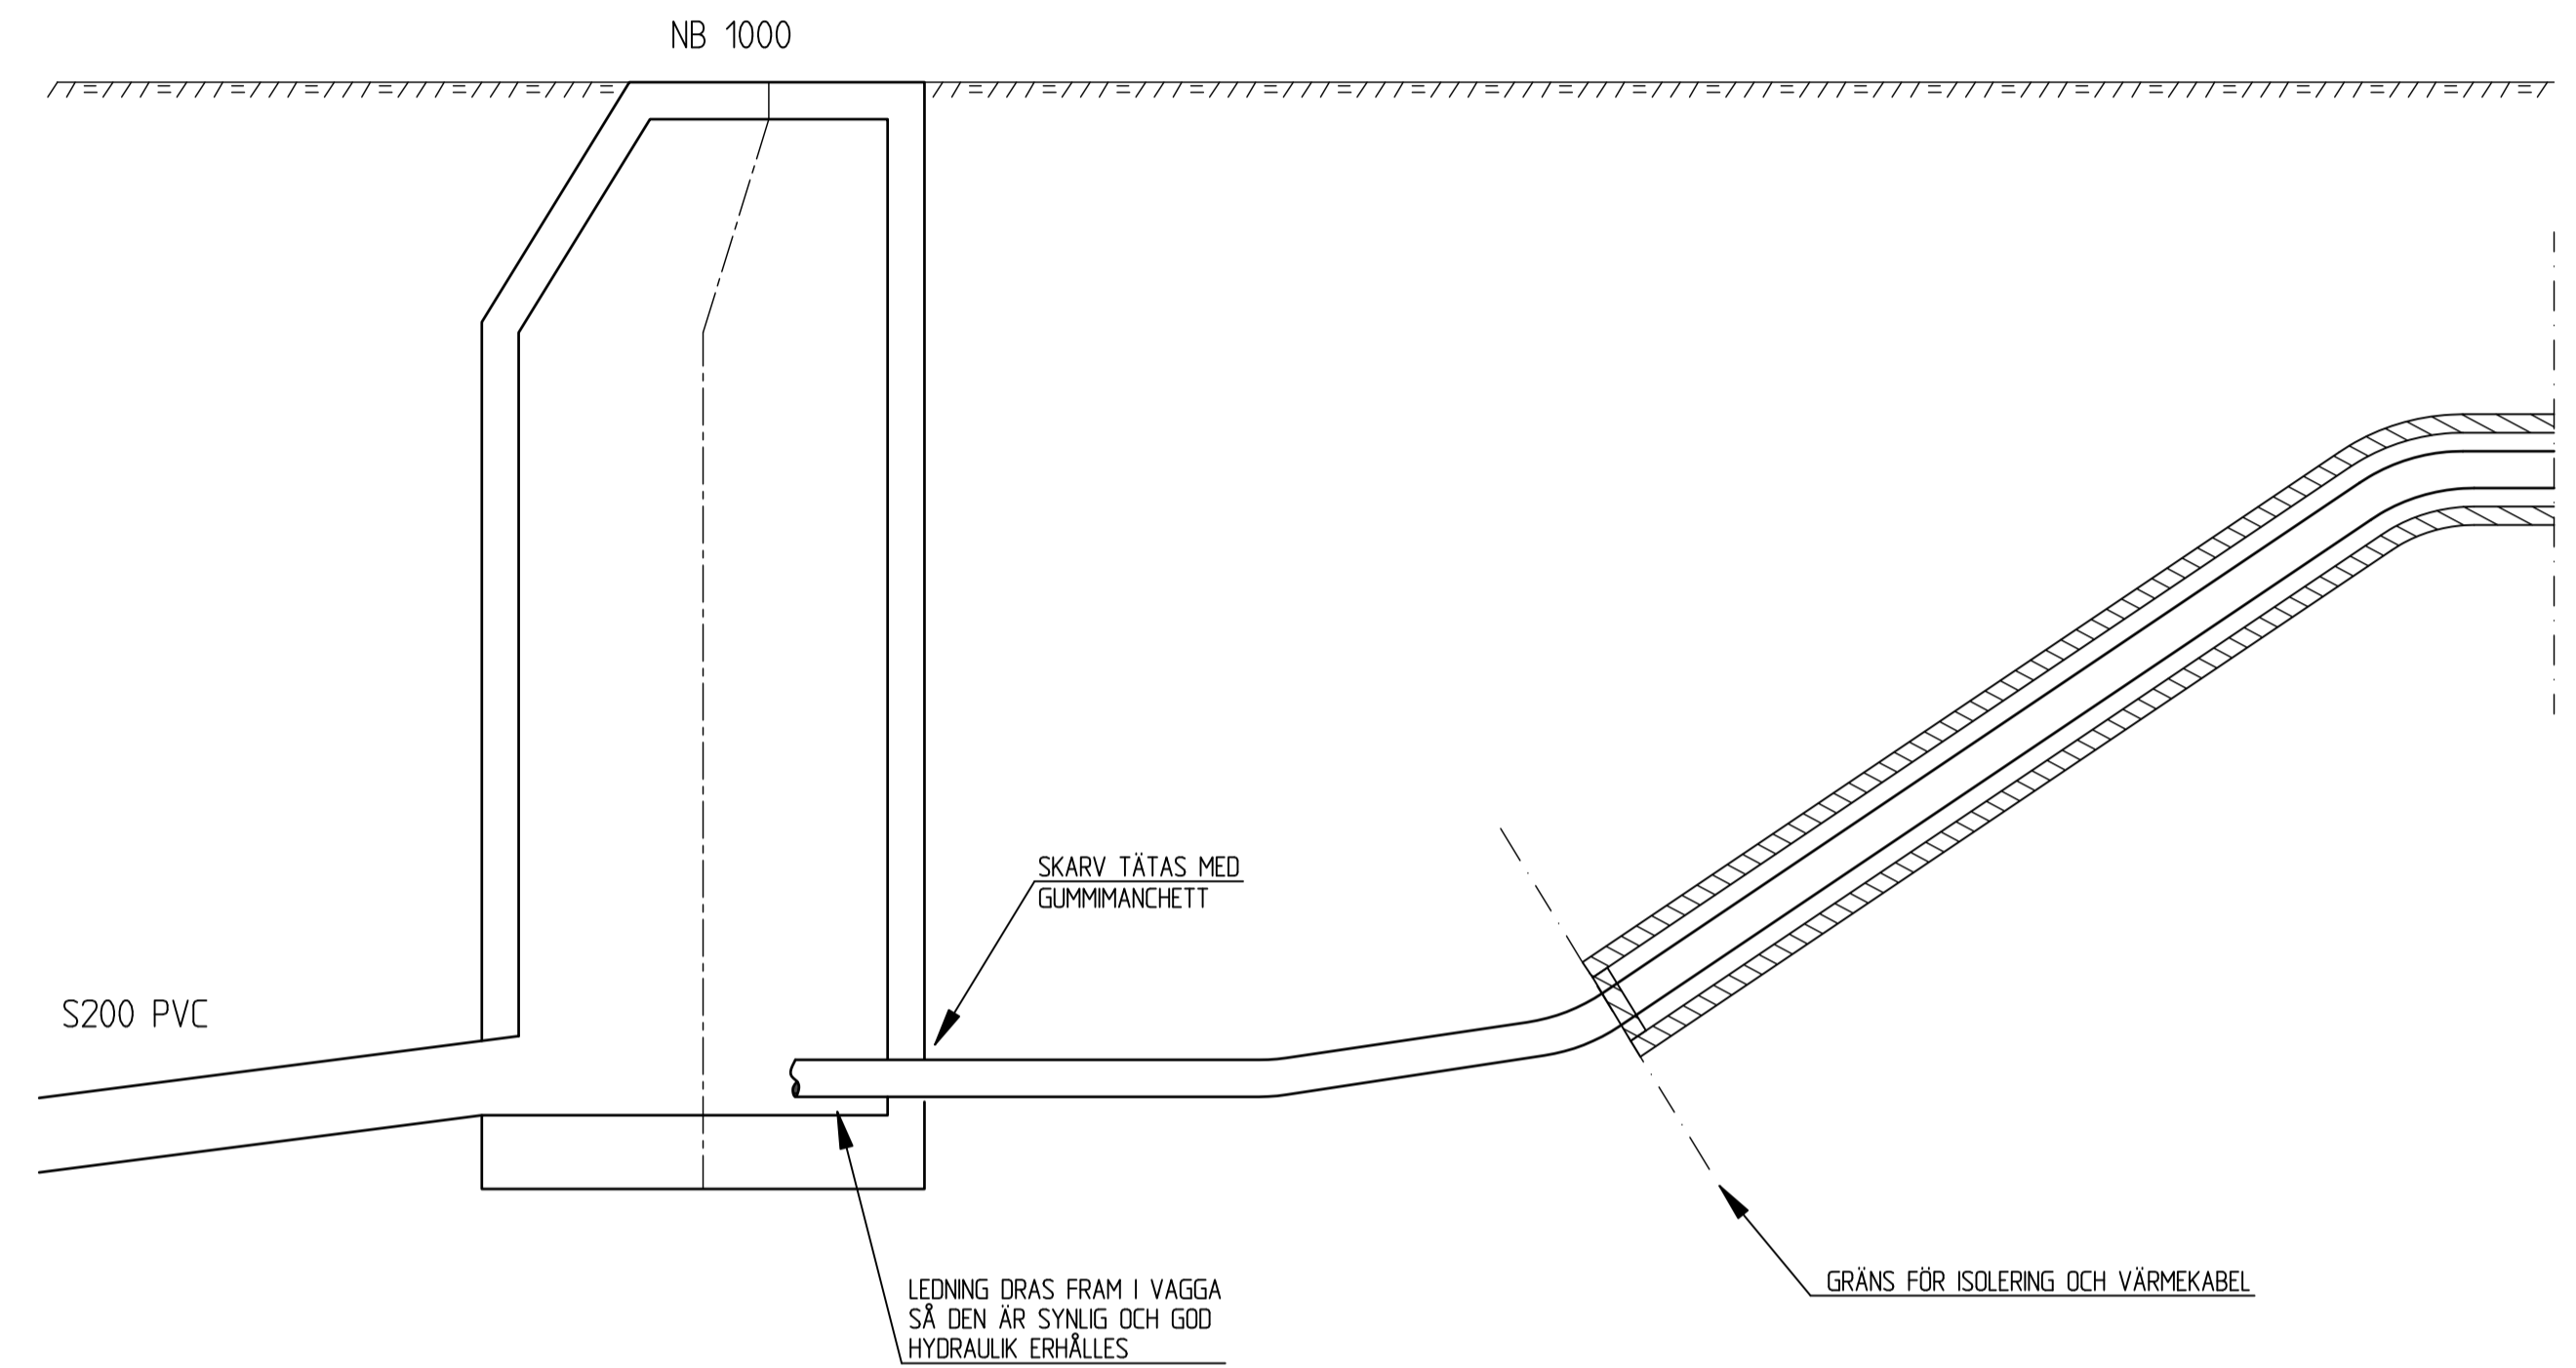 NB 1000
SKARV TÄTAS MED
GUMMIMANCHETT
S200 PVC
LEDNING DRAS FRAM I VAGGA
SÅ DEN ÄR SYNLIG OCH GOD
HYDRAULIK ERHÅLLES
GRÄNS FÖR ISOLERING OCH VÄRMEKABEL